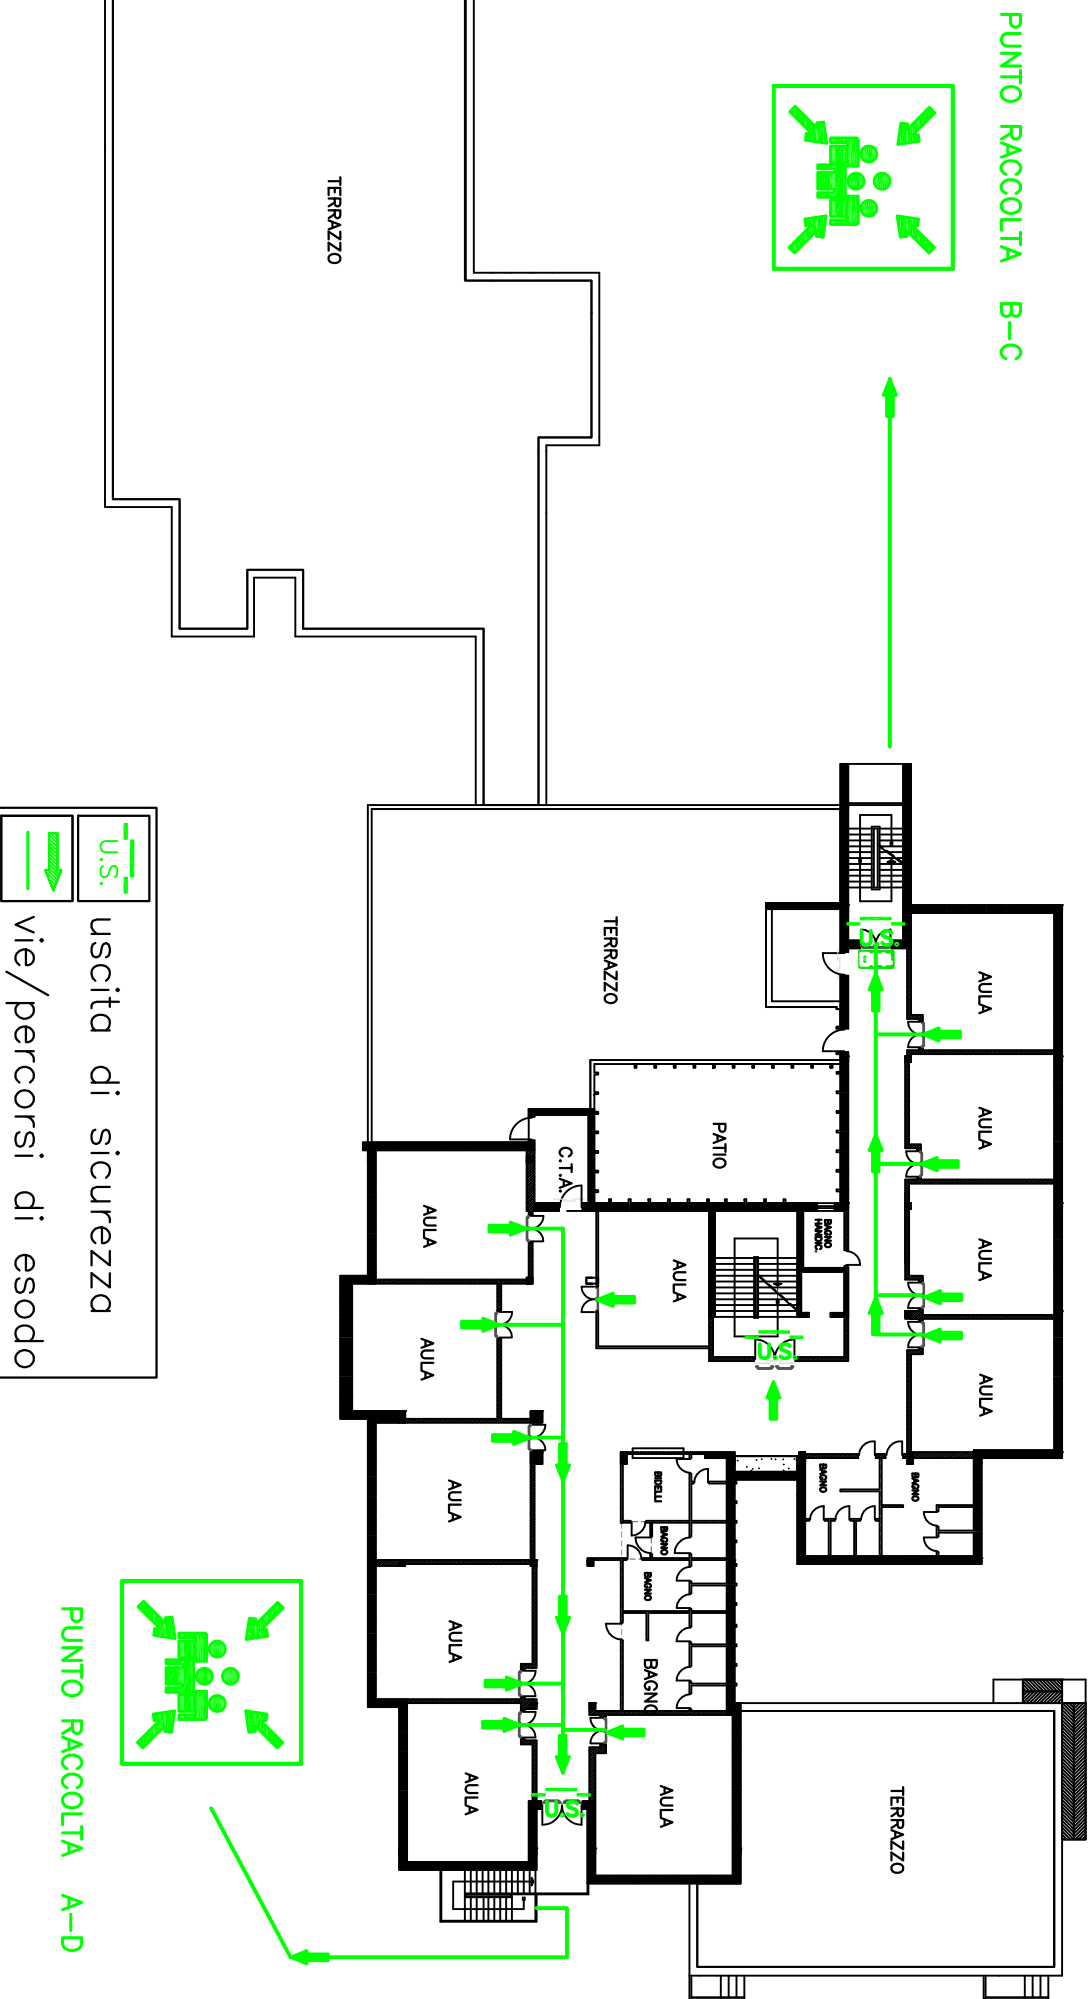 PUNTO RACCOLTA B-C
AULA
AULA
AULA
AULA
BAGNO
TERRAZZO
U.S.
BAGNO
HANDIC.
BAGNO
U.S.
PATIO
AULA
AULA
BIDELLI
BAGNO
BAGNO
BAGNO
TERRAZZO
C.T.A.
U.S.
AULA
AULA
AULA
AULA
AULA
TERRAZZO
PUNTO RACCOLTA A-D
U.S. uscita di sicurezza
vie/percorsi di esodo